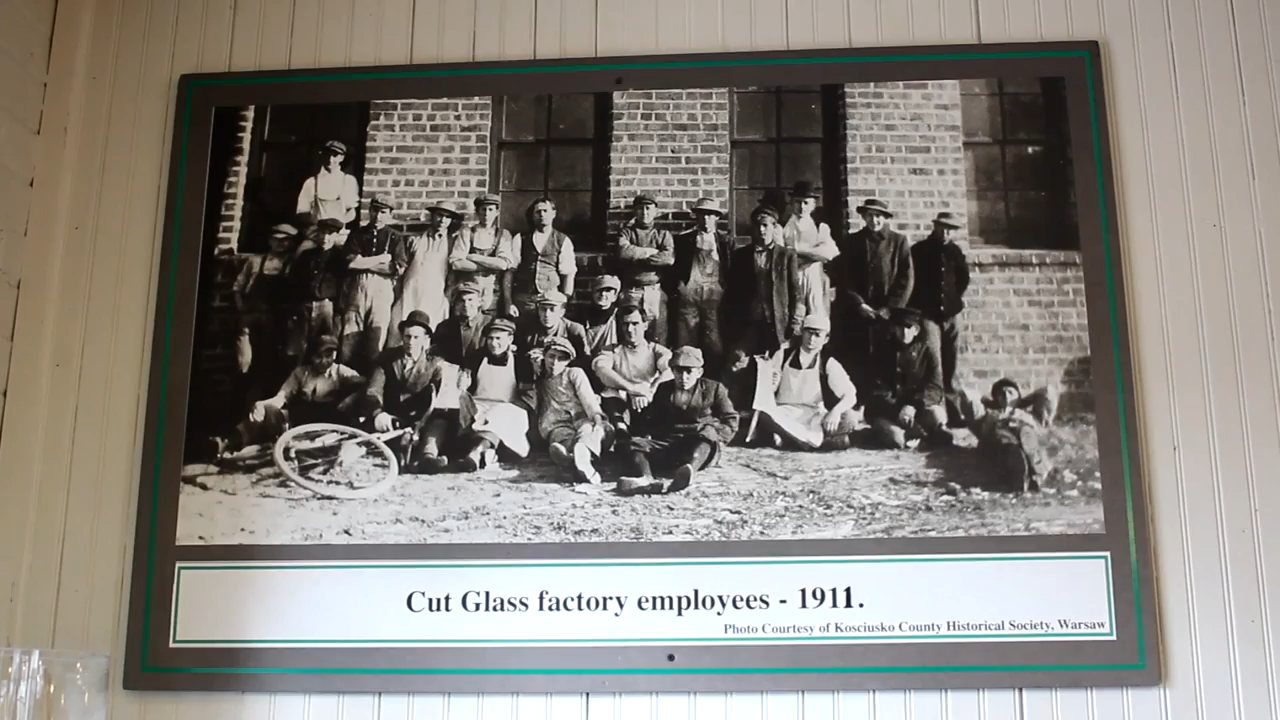 Cut Glass factory employees - 1911.
Photo Courtesy of Kosciusko County Historical Society, Warsaw